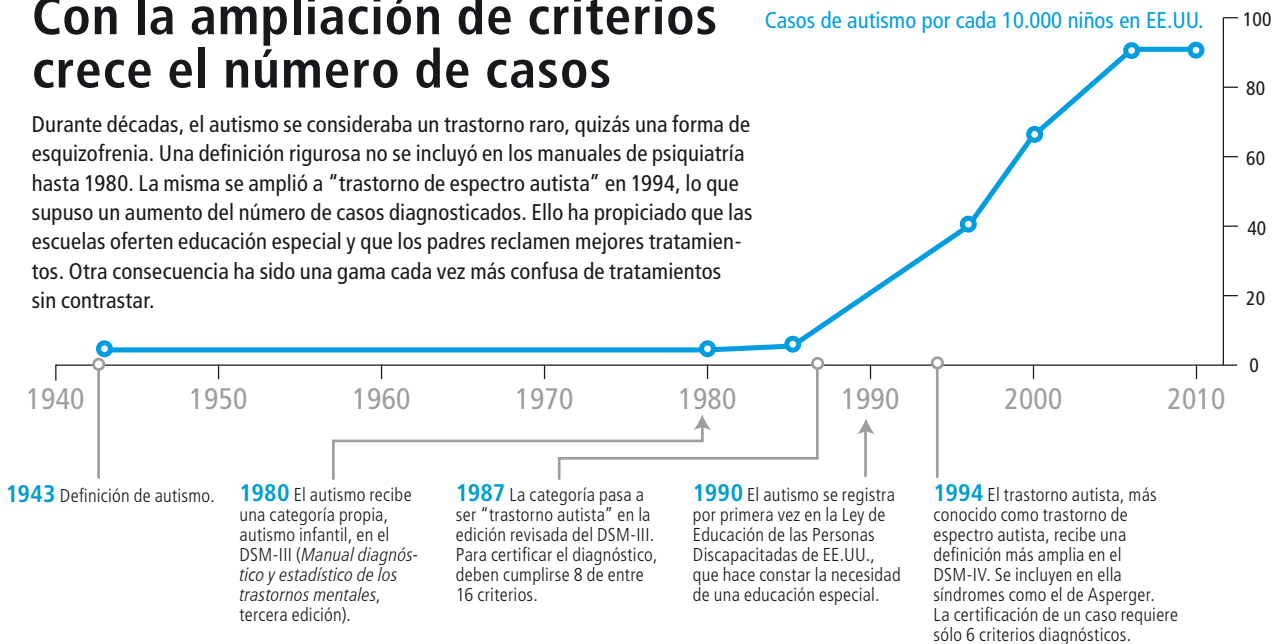 Con la ampliación de criterios
crece el número de casos
Durante décadas, el autismo se consideraba un trastorno raro, quizás una forma de
esquizofrenia. Una definición rigurosa no se incluyó en los manuales de psiquiatría
hasta 1980. La misma se amplió a “trastorno de espectro autista” en 1994, lo que
supuso un aumento del número de casos diagnosticados. Ello ha propiciado que las
escuelas oferten educación especial y que los padres reclamen mejores tratamien-
tos. Otra consecuencia ha sido una gama cada vez más confusa de tratamientos
sin contrastar.
Casos de autismo por cada 10.000 niños en EE.UU.
100
80
60
40
20
0
1940 1950 1960 1970 1980 1990 2000 2010
1943 Definición de autismo.
1980 El autismo recibe
una categoría propia,
autismo infantil, en el
DSM-III (Manual diagnós-
tico y estadístico de los
trastornos mentales,
tercera edición).
1987 La categoría pasa a
ser “trastorno autista” en la
edición revisada del DSM-III.
Para certificar el diagnóstico,
deben cumplirse 8 de entre
16 criterios.
1990 El autismo se registra
por primera vez en la Ley de
Educación de las Personas
Discapacitadas de EE.UU.,
que hace constar la necesidad
de una educación especial.
1994 El trastorno autista, más
conocido como trastorno de
espectro autista, recibe una
definición más amplia en el
DSM-IV. Se incluyen en ella
síndromes como el de Asperger.
La certificación de un caso requiere
sólo 6 criterios diagnósticos.